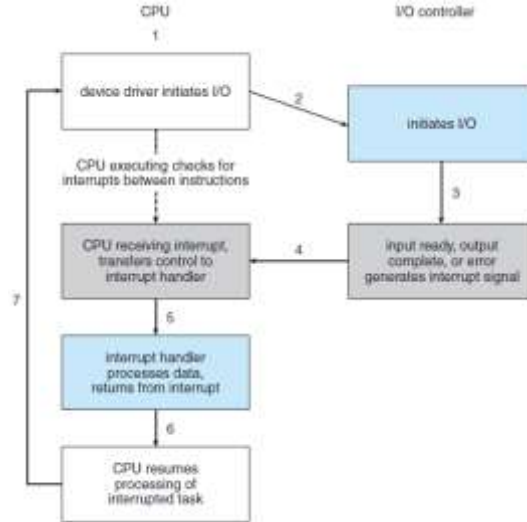 CPU
I/O controller
1
device driver initiates I/O
2
initiates I/O
CPU executing checks for
interrupts between instructions
3
CPU receiving interrupt,
transfers control to
interrupt handler
4
input ready, output
complete, or error
generates interrupt signal
7
5
interrupt handler
processes data,
returns from interrupt
6
CPU resumes
processing of
interrupted task